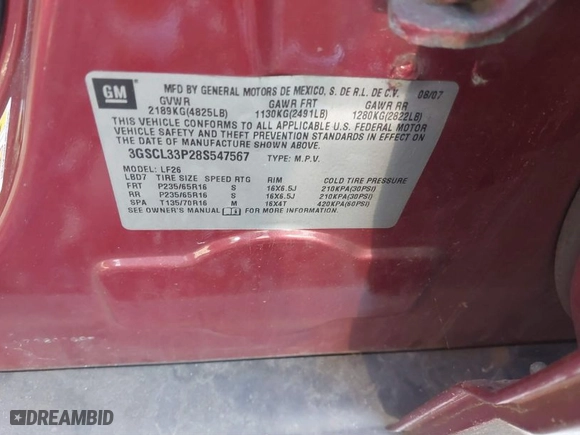 GM
MFD BY GENERAL MOTORS DE MEXICO, S. DE R.L. DE C.V. 08/07
GVWR GAWR FRT GAWR RR
2189KG(4825LB) 1130KG(2491LB) 1280KG(2822LB)
THIS VEHICLE CONFORMS TO ALL APPLICABLE U.S. FEDERAL MOTOR
VEHICLE SAFETY AND THEFT PREVENTION STANDARDS IN EFFECT ON
THE DATE OF MANUFACTURE SHOWN ABOVE.
3GSCL33P28S547567 TYPE: M.P.V.
MODEL: LF26
LBD7 TIRE SIZE SPEED RTG RIM COLD TIRE PRESSURE
FRT P235/65R16 S 16X6.5J 210KPA(30PSI)
RR P235/65R16 S 16X6.5J 210KPA(30PSI)
SPA T135/70R16 M 16X4T 420KPA(60PSI)
SEE OWNER'S MANUAL FOR MORE INFORMATION.
DREAMBID